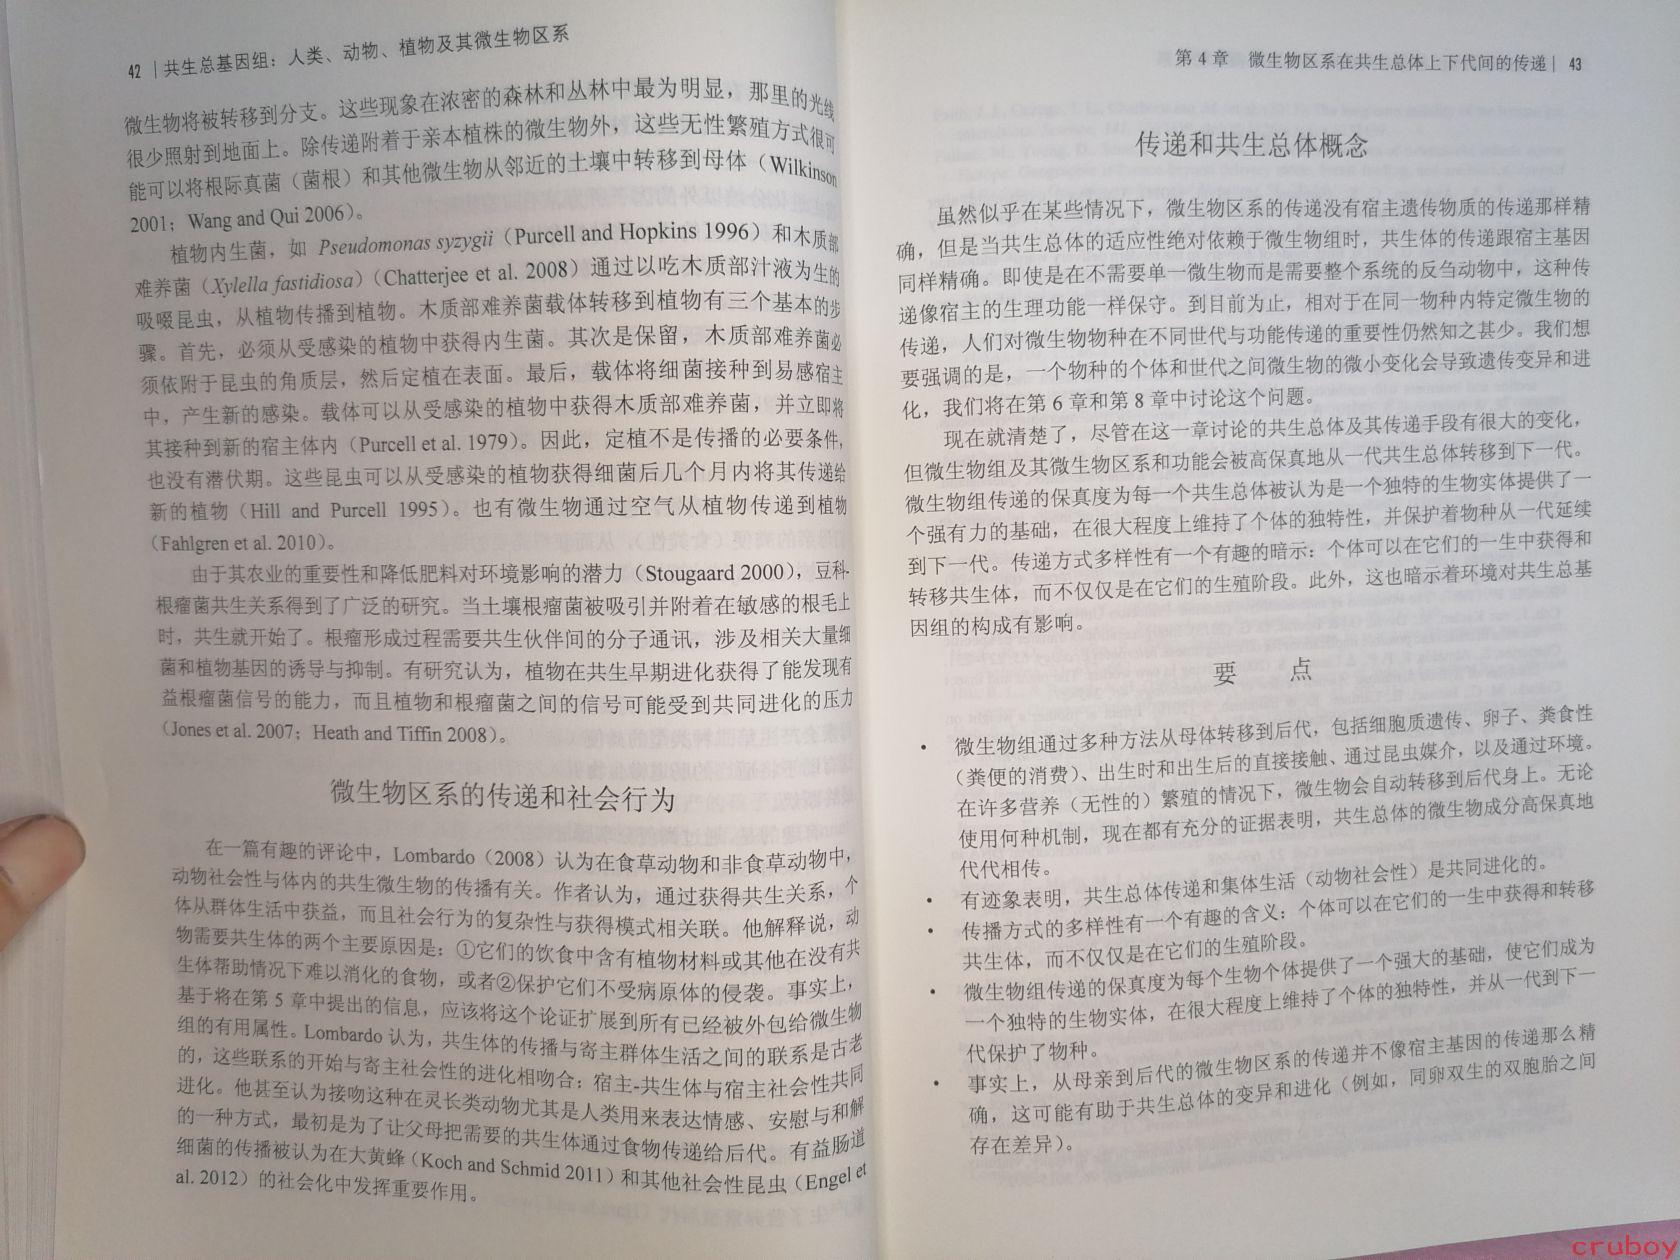 42 | 共生总基因组：人类、动物、植物及其微生物区系
微生物将被转移到分支。这些现象在浓密的森林和丛林中最为明显，那里的光线
很少照射到地面上。除传递附着于亲本植株的微生物外，这些无性繁殖方式很可
能可以将根际真菌（菌根）和其他微生物从邻近的土壤中转移到母体（Wilkinson
2001；Wang and Qui 2006）。
植物内生菌，如 Pseudomonas syzygii（Purcell and Hopkins 1996）和木质部
难养菌（Xylella fastidiosa）（Chatterjee et al. 2008）通过以吃木质部汁液为生的
吸啜昆虫，从植物传播到植物。木质部难养菌载体转移到植物有三个基本的步
骤。首先，必须从受感染的植物中获得内生菌。其次是保留，木质部难养菌必
须依附于昆虫的角质层，然后定植在表面。最后，载体将细菌接种到易感宿主
中，产生新的感染。载体可以从受感染的植物中获得木质部难养菌，并立即将
其接种到新的宿主体内（Purcell et al. 1979）。因此，定植不是传播的必要条件，
也没有潜伏期。这些昆虫可以从受感染的植物获得细菌后几个月内将其传递给
新的植物（Hill and Purcell 1995）。也有微生物通过空气从植物传递到植物
（Fahlgren et al. 2010）。
由于其农业的重要性和降低肥料对环境影响的潜力（Stougaard 2000），豆科-
根瘤菌共生关系得到了广泛的研究。当土壤根瘤菌被吸引并附着在敏感的根毛上
时，共生就开始了。根瘤形成过程需要共生伙伴间的分子通讯，涉及相关大量细
菌和植物基因的诱导与抑制。有研究认为，植物在共生早期进化获得了能发现有
益根瘤菌信号的能力，而且植物和根瘤菌之间的信号可能受到共同进化的压力
（Jones et al. 2007；Heath and Tiffin 2008）。
微生物区系的传递和社会行为
在一篇有趣的评论中，Lombardo（2008）认为在食草动物和非食草动物中，
动物社会性与体内的共生微生物的传播有关。作者认为，通过获得共生关系，个
体从群体生活中获益，而且社会行为的复杂性与获得模式相关联。他解释说，动
物需要共生体的两个主要原因是：①它们的饮食中含有植物材料或其他在没有共
生体帮助情况下难以消化的食物，或者②保护它们不受病原体的侵袭。事实上，
基于将在第 5 章中提出的信息，应该将这个论证扩展到所有已经被外包给微生物
组的有用属性。Lombardo 认为，共生体的传播与寄主群体生活之间的联系是古老
的，这些联系的开始与寄主社会性的进化相吻合：宿主-共生体与宿主社会性共同
进化。他甚至认为接吻这种在灵长类动物尤其是人类用来表达情感、安慰与和解
的一种方式，最初是为了让父母把需要的共生体通过食物传递给后代。有益肠道
细菌的传播被认为在大黄蜂（Koch and Schmid 2011）和其他社会性昆虫（Engel et
al. 2012）的社会化中发挥重要作用。
第 4 章 微生物区系在共生总体上下代间的传递 | 43
传递和共生总体概念
虽然似乎在某些情况下，微生物区系的传递没有宿主遗传物质的传递那样精
确，但是当共生总体的适应性绝对依赖于微生物组时，共生体的传递跟宿主基因
同样精确。即使是在不需要单一微生物而是需要整个系统的反刍动物中，这种传
递像宿主的生理功能一样保守。到目前为止，相对于在同一物种内特定微生物的
传递，人们对微生物物种在不同世代与功能传递的重要性仍然知之甚少。我们想
要强调的是，一个物种的个体和世代之间微生物的微小变化会导致遗传变异和进
化，我们将在第 6 章和第 8 章中讨论这个问题。
现在就清楚了，尽管在这一章讨论的共生总体及其传递手段有很大的变化，
但微生物组及其微生物区系和功能会被高保真地从一代共生总体转移到下一代。
微生物组传递的保真度为每一个共生总体被认为是一个独特的生物实体提供了一
个强有力的基础，在很大程度上维持了个体的独特性，并保护着物种从一代延续
到下一代。传递方式多样性有一个有趣的暗示：个体可以在它们的一生中获得和
转移共生体，而不仅仅是在它们的生殖阶段。此外，这也暗示着环境对共生总基
因组的构成有影响。
要 点
• 微生物组通过多种方法从母体转移到后代，包括细胞质遗传、卵子、粪食性
（粪便的消费）、出生时和出生后的直接接触、通过昆虫媒介，以及通过环境。
在许多营养（无性的）繁殖的情况下，微生物会自动转移到后代身上。无论
使用何种机制，现在都有充分的证据表明，共生总体的微生物成分高保真地
代代相传。
• 有迹象表明，共生总体传递和集体生活（动物社会性）是共同进化的。
• 传播方式的多样性有一个有趣的含义：个体可以在它们的一生中获得和转移
共生体，而不仅仅是在它们的生殖阶段。
• 微生物组传递的保真度为每个生物个体提供了一个强大的基础，使它们成为
一个独特的生物实体，在很大程度上维持了个体的独特性，并从一代到下一
代保护了物种。
• 事实上，从母亲到后代的微生物区系的传递并不像宿主基因的传递那么精
确，这可能有助于共生总体的变异和进化（例如，同卵双生的双胞胎之间
存在差异）。
cruboy